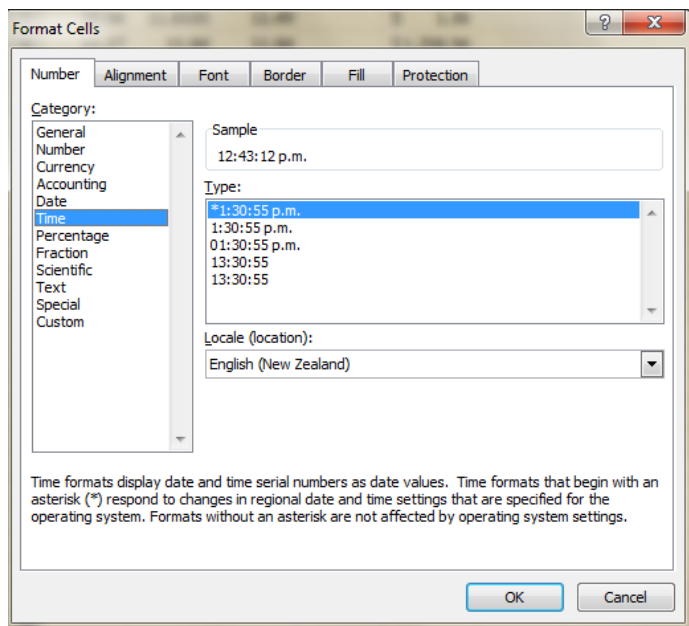 Format Cells
Number Alignment Font Border Fill Protection
Category:
General
Number
Currency
Accounting
Date
Time
Percentage
Fraction
Scientific
Text
Special
Custom
Sample
12:43:12 p.m.
Type:
*1:30:55 p.m.
1:30:55 p.m.
01:30:55 p.m.
13:30:55
13:30:55
Locale (location):
English (New Zealand)
Time formats display date and time serial numbers as date values. Time formats that begin with an
asterisk (*) respond to changes in regional date and time settings that are specified for the
operating system. Formats without an asterisk are not affected by operating system settings.
OK Cancel